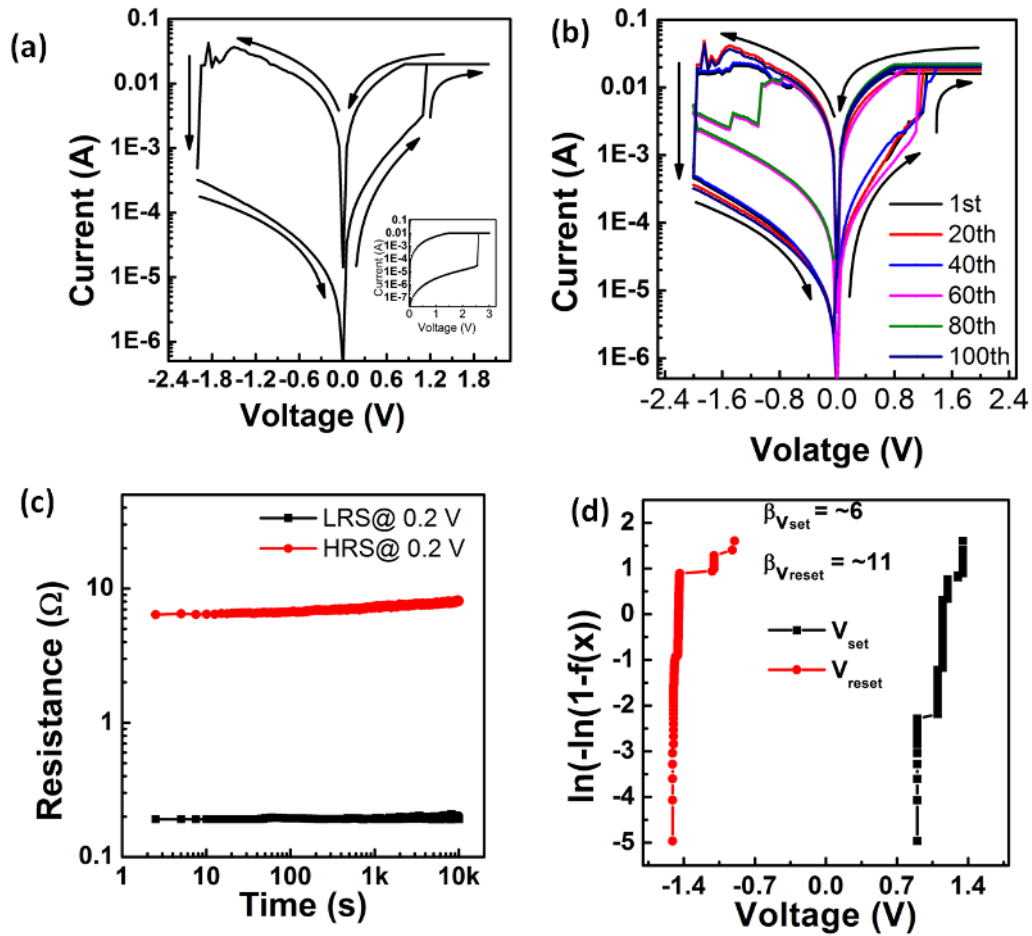 (a)
0.1
0.01
1E-3
1E-4
1E-5
1E-6
Current (A)
-2.4 -1.8 -1.2 -0.6 0.0 0.6 1.2 1.8
Voltage (V)
0.1
0.01
1E-3
1E-4
1E-5
1E-6
1E-7
Current (A)
0 1 2 3
Voltage (V)
(b)
0.1
0.01
1E-3
1E-4
1E-5
1E-6
Current (A)
1st
20th
40th
60th
80th
100th
-2.4 -1.6 -0.8 0.0 0.8 1.6 2.4
Volatge (V)
(c)
LRS@ 0.2 V
HRS@ 0.2 V
10
1
0.1
Resistance (Ω)
1 10 100 1k 10k
Time (s)
(d)
βVset = ~6
βVreset = ~11
Vset
Vreset
2
1
0
-1
-2
-3
-4
-5
ln(-ln(1-f(x))
-1.4 -0.7 0.0 0.7 1.4
Voltage (V)